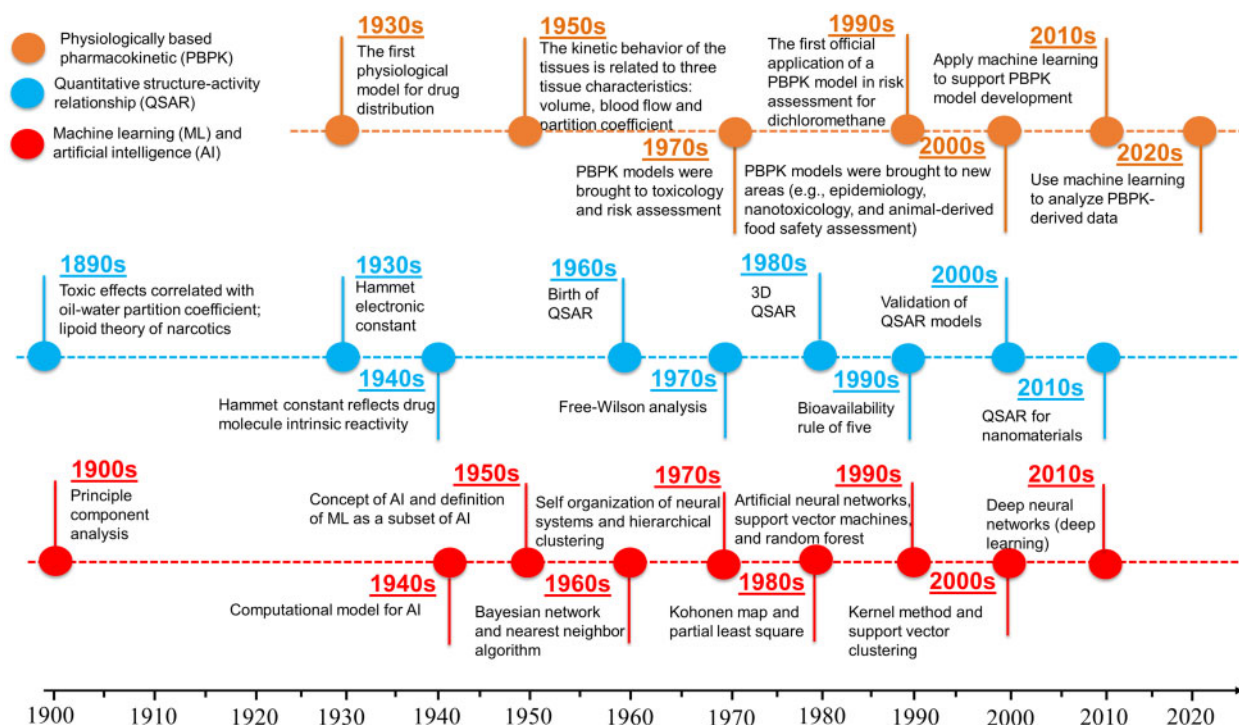 Physiologically based
pharmacokinetic (PBPK)
Quantitative structure-activity
relationship (QSAR)
Machine learning (ML) and
artificial intelligence (AI)
1930s
The first
physiological
model for drug
distribution
1950s
The kinetic behavior of the
tissues is related to three
tissue characteristics:
volume, blood flow and
partition coefficient
1970s
PBPK models were
brought to toxicology
and risk assessment
1990s
The first official
application of a
PBPK model in risk
assessment for
dichloromethane
2000s
PBPK models were brought to new
areas (e.g., epidemiology,
nanotoxicology, and animal-derived
food safety assessment)
2010s
Apply machine learning
to support PBPK
model development
2020s
Use machine learning
to analyze PBPK-
derived data
1890s
Toxic effects correlated with
oil-water partition coefficient;
lipoid theory of narcotics
1930s
Hammet
electronic
constant
1940s
Hammet constant reflects drug
molecule intrinsic reactivity
1960s
Birth of
QSAR
1970s
Free-Wilson analysis
1980s
3D
QSAR
1990s
Bioavailability
rule of five
2000s
Validation of
QSAR models
2010s
QSAR for
nanomaterials
1900s
Principle
component
analysis
1940s
Computational model for AI
1950s
Concept of AI and definition
of ML as a subset of AI
1960s
Bayesian network
and nearest neighbor
algorithm
1970s
Self organization of neural
systems and hierarchical
clustering
1980s
Kohonen map and
partial least square
1990s
Artificial neural networks,
support vector machines,
and random forest
2000s
Kernel method and
support vector
clustering
2010s
Deep neural
networks (deep
learning)
1900 1910 1920 1930 1940 1950 1960 1970 1980 1990 2000 2010 2020